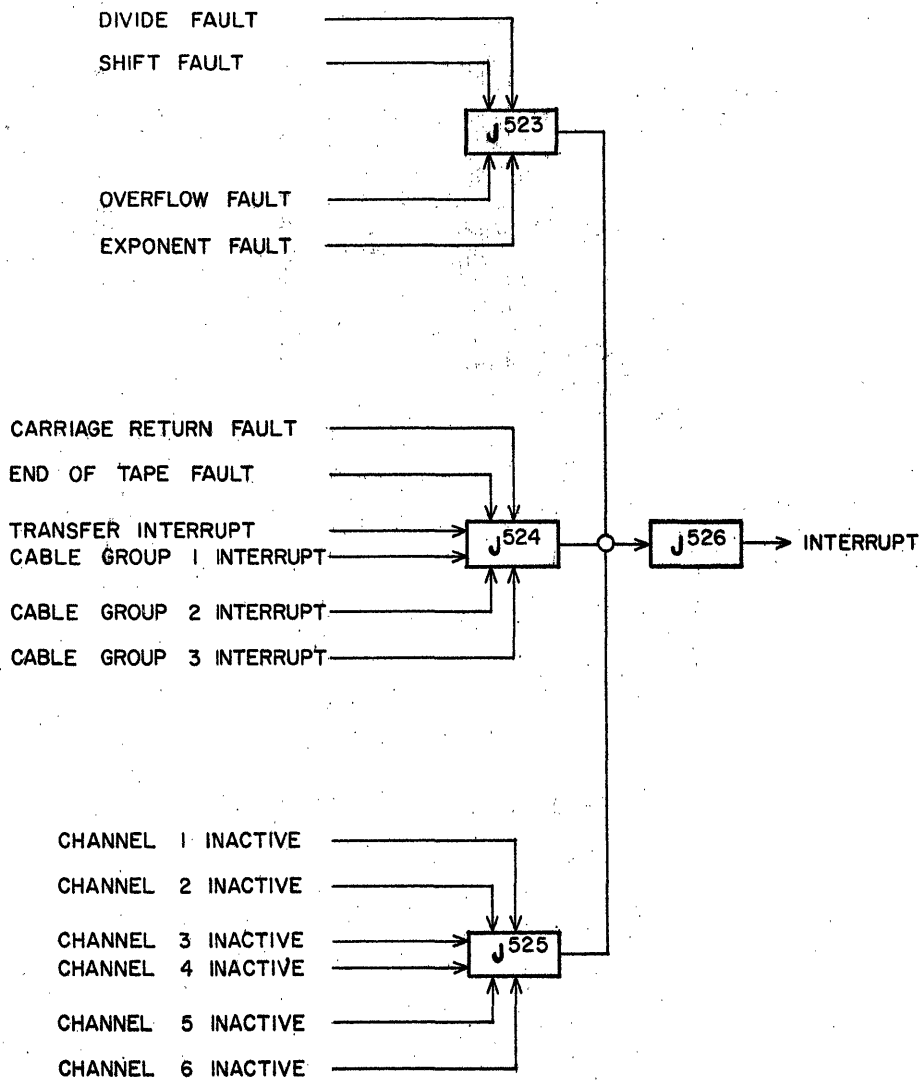 DIVIDE FAULT
SHIFT FAULT
J523
OVERFLOW FAULT
EXPONENT FAULT
CARRIAGE RETURN FAULT
END OF TAPE FAULT
TRANSFER INTERRUPT
CABLE GROUP 1 INTERRUPT
J524
J526
INTERRUPT
CABLE GROUP 2 INTERRUPT
CABLE GROUP 3 INTERRUPT
CHANNEL 1 INACTIVE
CHANNEL 2 INACTIVE
CHANNEL 3 INACTIVE
CHANNEL 4 INACTIVE
J525
CHANNEL 5 INACTIVE
CHANNEL 6 INACTIVE